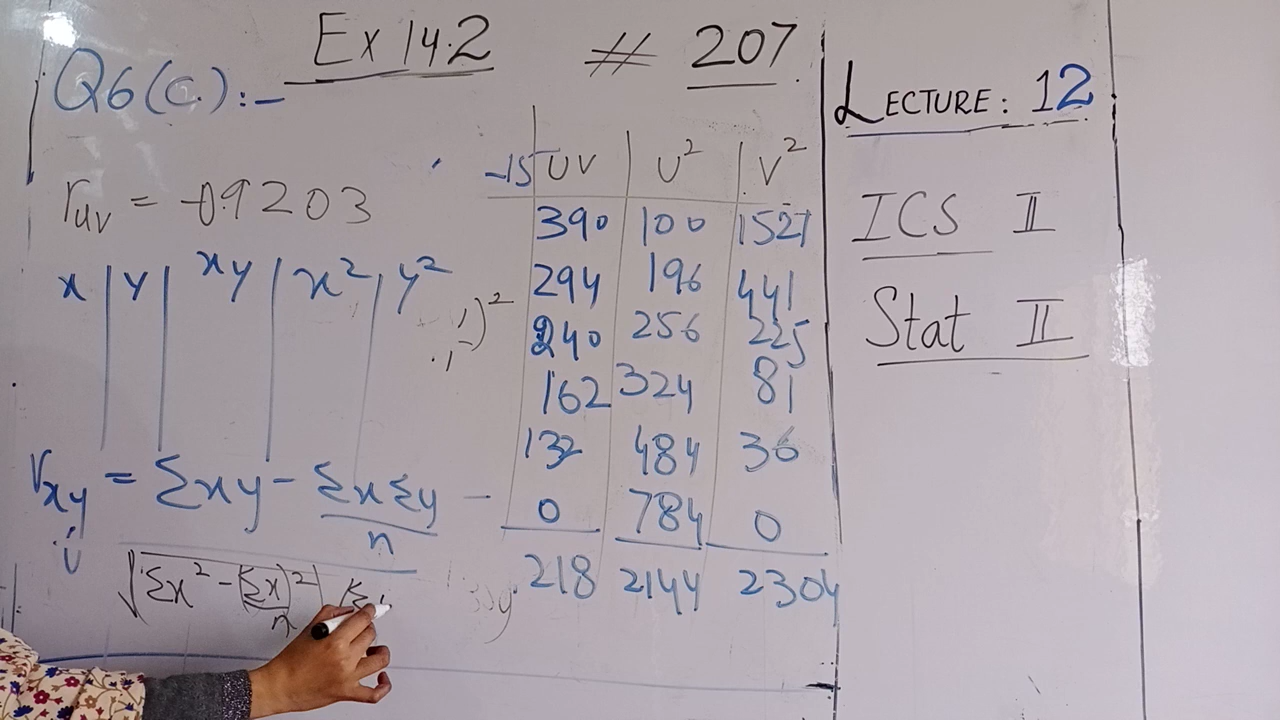 Ex 14.2 # 207
Q6(C.):-
LECTURE: 12
ICS II
Stat II
ruv = -0.9203
x | y | xy | x² | y²
-15 UV | U² | V²
390 100 1521
294 196 441
240 256 225
162 324 81
132 484 36
0 784 0
218 2144 2304
rxy = Σxy - ΣxΣy -
n
√Σx² - (Σx)²
n